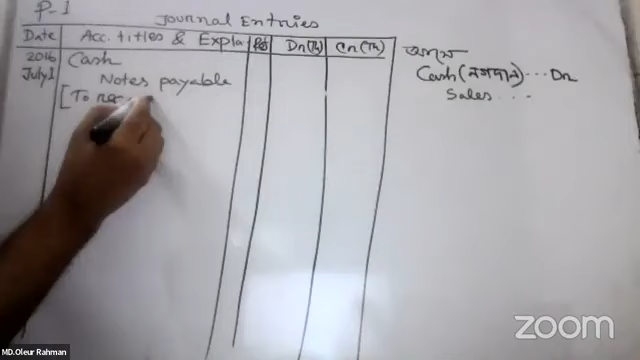 P-1
Journal Entries
Date Acc. titles & Expla Dr(Tk) Cr(Tk)
2016 Cash
July 1 Notes payable
[To rec
Cash (নগদান) ... Dr
Sales ...
zoom
MD.Oleur Rahman